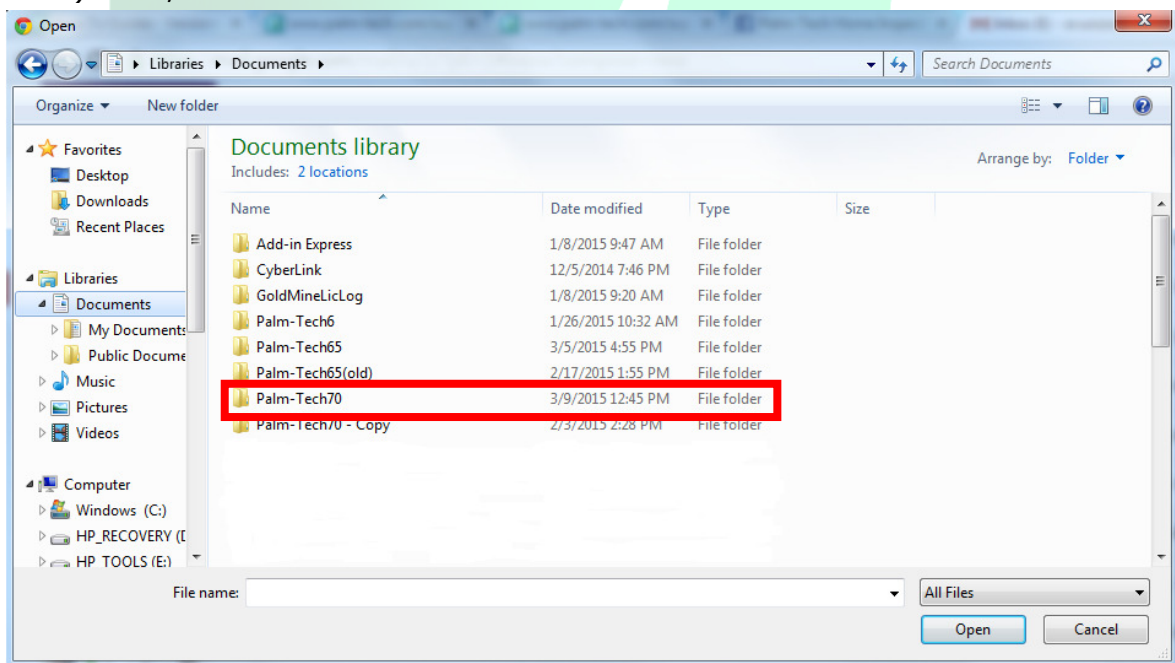 Open
Libraries Documents
Search Documents
Organize New folder
Favorites
Desktop
Downloads
Recent Places
Libraries
Documents
My Documents
Public Docume
Music
Pictures
Videos
Computer
Windows (C:)
HP_RECOVERY (D
HP_TOOLS (E:)
Documents library
Includes: 2 locations
Arrange by: Folder
Name Date modified Type Size
Add-in Express 1/8/2015 9:47 AM File folder
CyberLink 12/5/2014 7:46 PM File folder
GoldMineLicLog 1/8/2015 9:20 AM File folder
Palm-Tech6 1/26/2015 10:32 AM File folder
Palm-Tech65 3/5/2015 4:55 PM File folder
Palm-Tech65(old) 2/17/2015 1:55 PM File folder
Palm-Tech70 3/9/2015 12:45 PM File folder
Palm-Tech70 - Copy 2/3/2015 2:28 PM File folder
File name:
All Files
Open Cancel